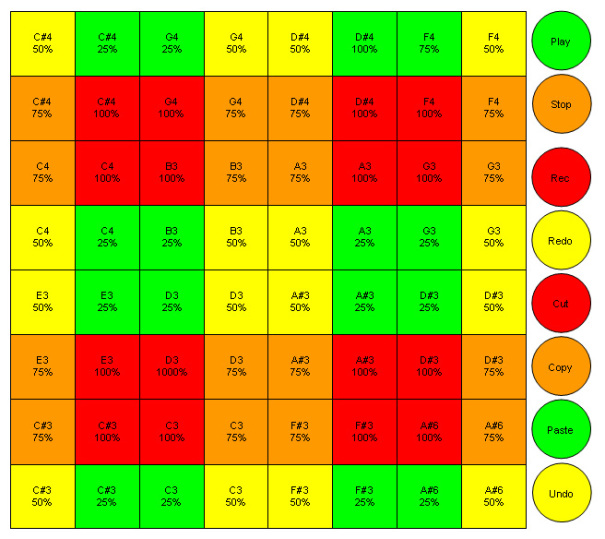 C#4 C#4 G4 G4 D#4 D#4 F4 F4
50% 25% 25% 50% 50% 100% 75% 50%
Play
C#4 C#4 G4 G4 D#4 D#4 F4 F4
75% 100% 100% 75% 75% 100% 100% 75%
Stop
C4 C4 B3 B3 A3 A3 G3 G3
75% 100% 100% 75% 75% 100% 100% 75%
Rec
C4 C4 B3 B3 A3 A3 G3 G3
50% 25% 25% 50% 50% 25% 25% 50%
Redo
E3 E3 D3 D3 A#3 A#3 D#3 D#3
50% 25% 25% 50% 50% 25% 25% 50%
Cut
E3 E3 D3 D3 A#3 A#3 D#3 D#3
75% 100% 1000% 75% 75% 100% 100% 75%
Copy
C#3 C#3 C3 C3 F#3 F#3 A#6 A#6
75% 100% 100% 75% 75% 100% 100% 75%
Paste
C#3 C#3 C3 C3 F#3 F#3 A#6 A#6
50% 25% 25% 50% 50% 25% 25% 50%
Undo